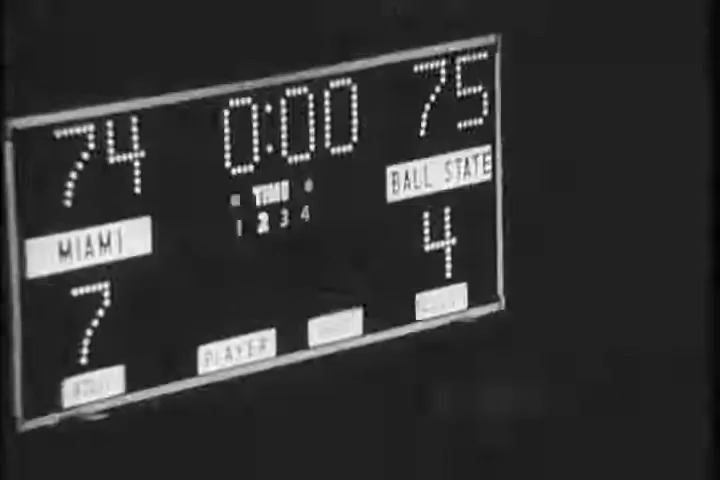 74 0:00 75
MIAMI BALL STATE
1 2 3 4
7 4
PLAYER